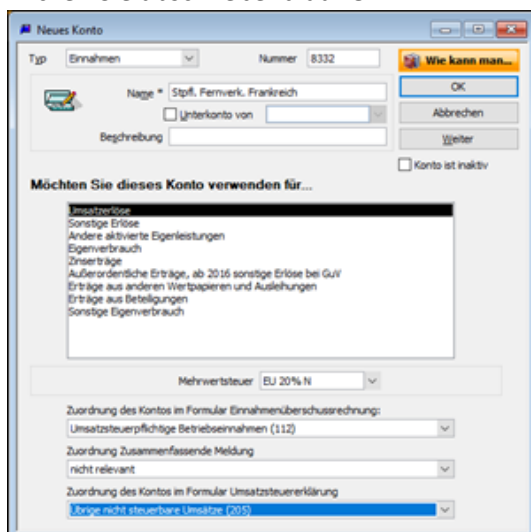 Neues Konto
Typ Einnahmen Nummer 8332 Wie kann man...
Name * Stpfl. Fernverk. Frankreich OK
Unterkonto von Abbrechen
Beschreibung Weiter
Konto ist inaktiv
Möchten Sie dieses Konto verwenden für...
Umsatzerlöse
Sonstige Erlöse
Andere aktivierte Eigenleistungen
Eigenverbrauch
Zinserträge
Außerordentliche Erträge, ab 2016 sonstige Erlöse bei GuV
Erträge aus anderen Wertpapieren und Ausleihungen
Erträge aus Beteiligungen
Sonstige Eigenverbrauch
Mehrwertsteuer EU 20% N
Zuordnung des Kontos im Formular Einnahmenüberschussrechnung:
Umsatzsteuerpflichtige Betriebseinnahmen (112)
Zuordnung Zusammenfassende Meldung
nicht relevant
Zuordnung des Kontos im Formular Umsatzsteuererklärung
Übrige nicht steuerbare Umsätze (205)